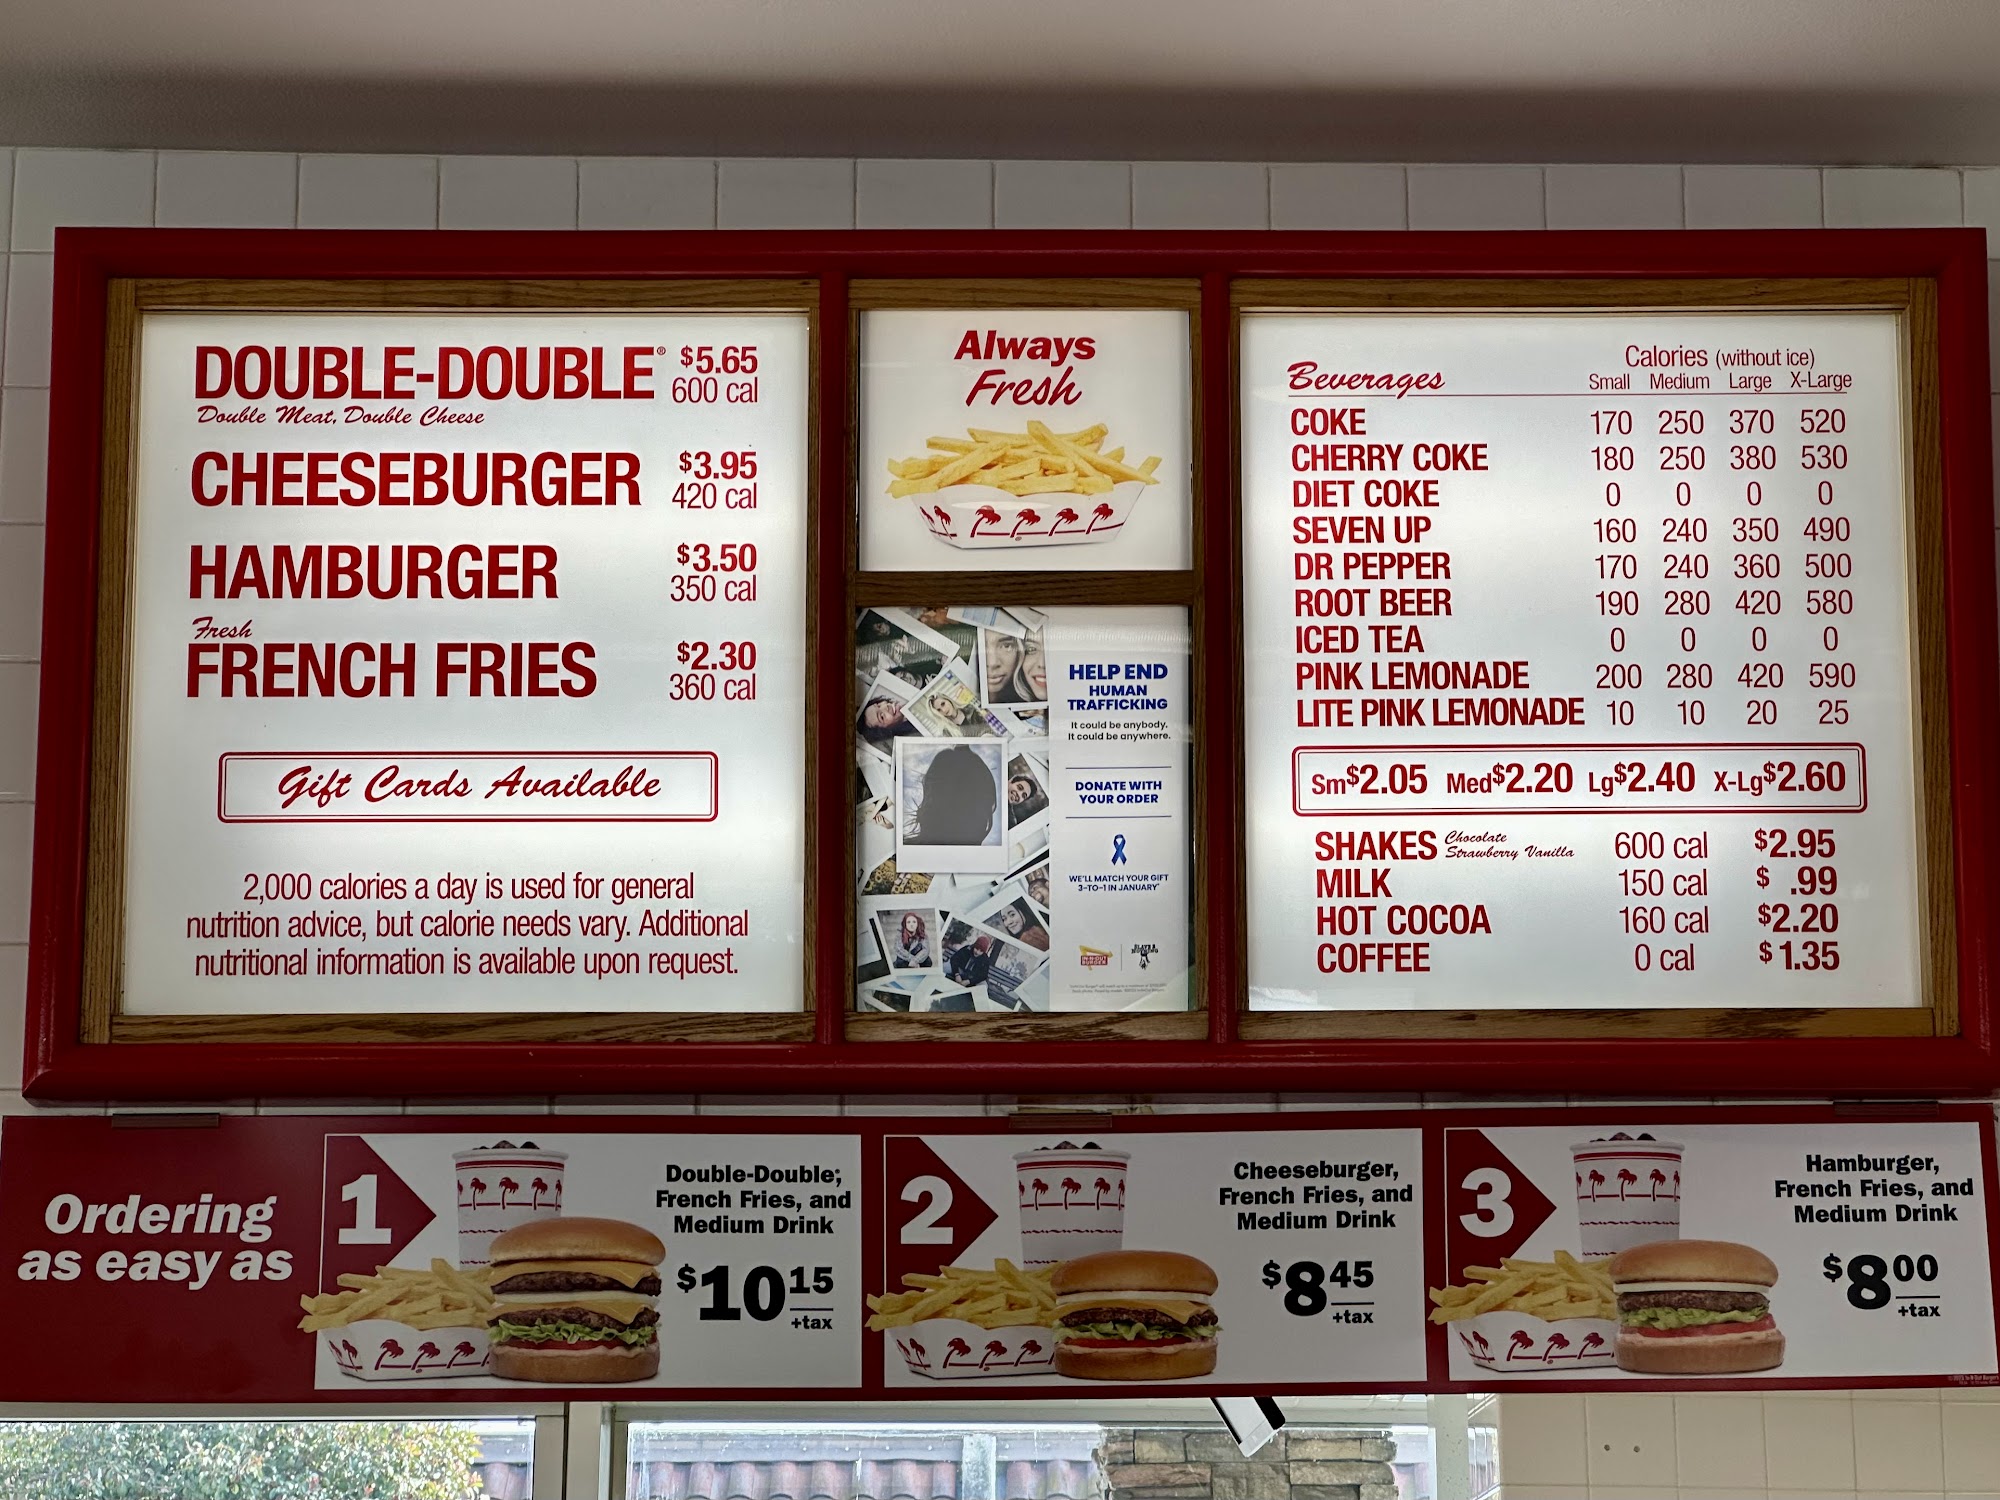 DOUBLE-DOUBLE® $5.65
600 cal
Double Meat, Double Cheese
CHEESEBURGER $3.95
420 cal
HAMBURGER $3.50
350 cal
Fresh
FRENCH FRIES $2.30
360 cal
Gift Cards Available
2,000 calories a day is used for general
nutrition advice, but calorie needs vary. Additional
nutritional information is available upon request.
Always
Fresh
HELP END
HUMAN
TRAFFICKING
It could be anybody.
It could be anywhere.
DONATE WITH
YOUR ORDER
WE'LL MATCH YOUR GIFT
3-TO-1 IN JANUARY*
IN-N-OUT
BURGER
SLAVE 2
NOTHING
Calories (without ice)
Beverages Small Medium Large X-Large
COKE 170 250 370 520
CHERRY COKE 180 250 380 530
DIET COKE 0 0 0 0
SEVEN UP 160 240 350 490
DR PEPPER 170 240 360 500
ROOT BEER 190 280 420 580
ICED TEA 0 0 0 0
PINK LEMONADE 200 280 420 590
LITE PINK LEMONADE 10 10 20 25
Sm$2.05 Med$2.20 Lg$2.40 X-Lg$2.60
SHAKES Chocolate Strawberry Vanilla 600 cal $2.95
MILK 150 cal $ .99
HOT COCOA 160 cal $2.20
COFFEE 0 cal $1.35
Ordering
as easy as
1
Double-Double,
French Fries, and
Medium Drink
$10 15
+tax
2
Cheeseburger,
French Fries, and
Medium Drink
$8 45
+tax
3
Hamburger,
French Fries, and
Medium Drink
$8 00
+tax